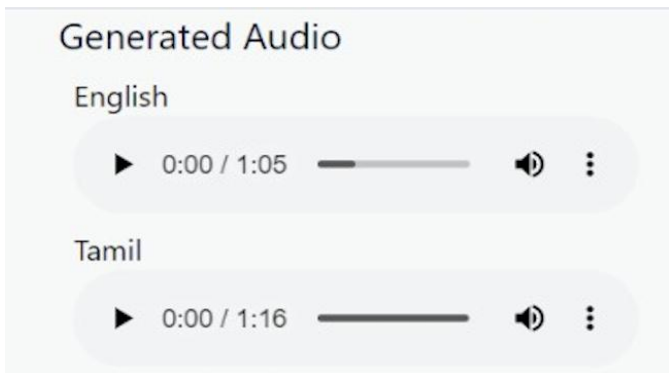 Generated Audio
English
0:00 / 1:05
Tamil
0:00 / 1:16